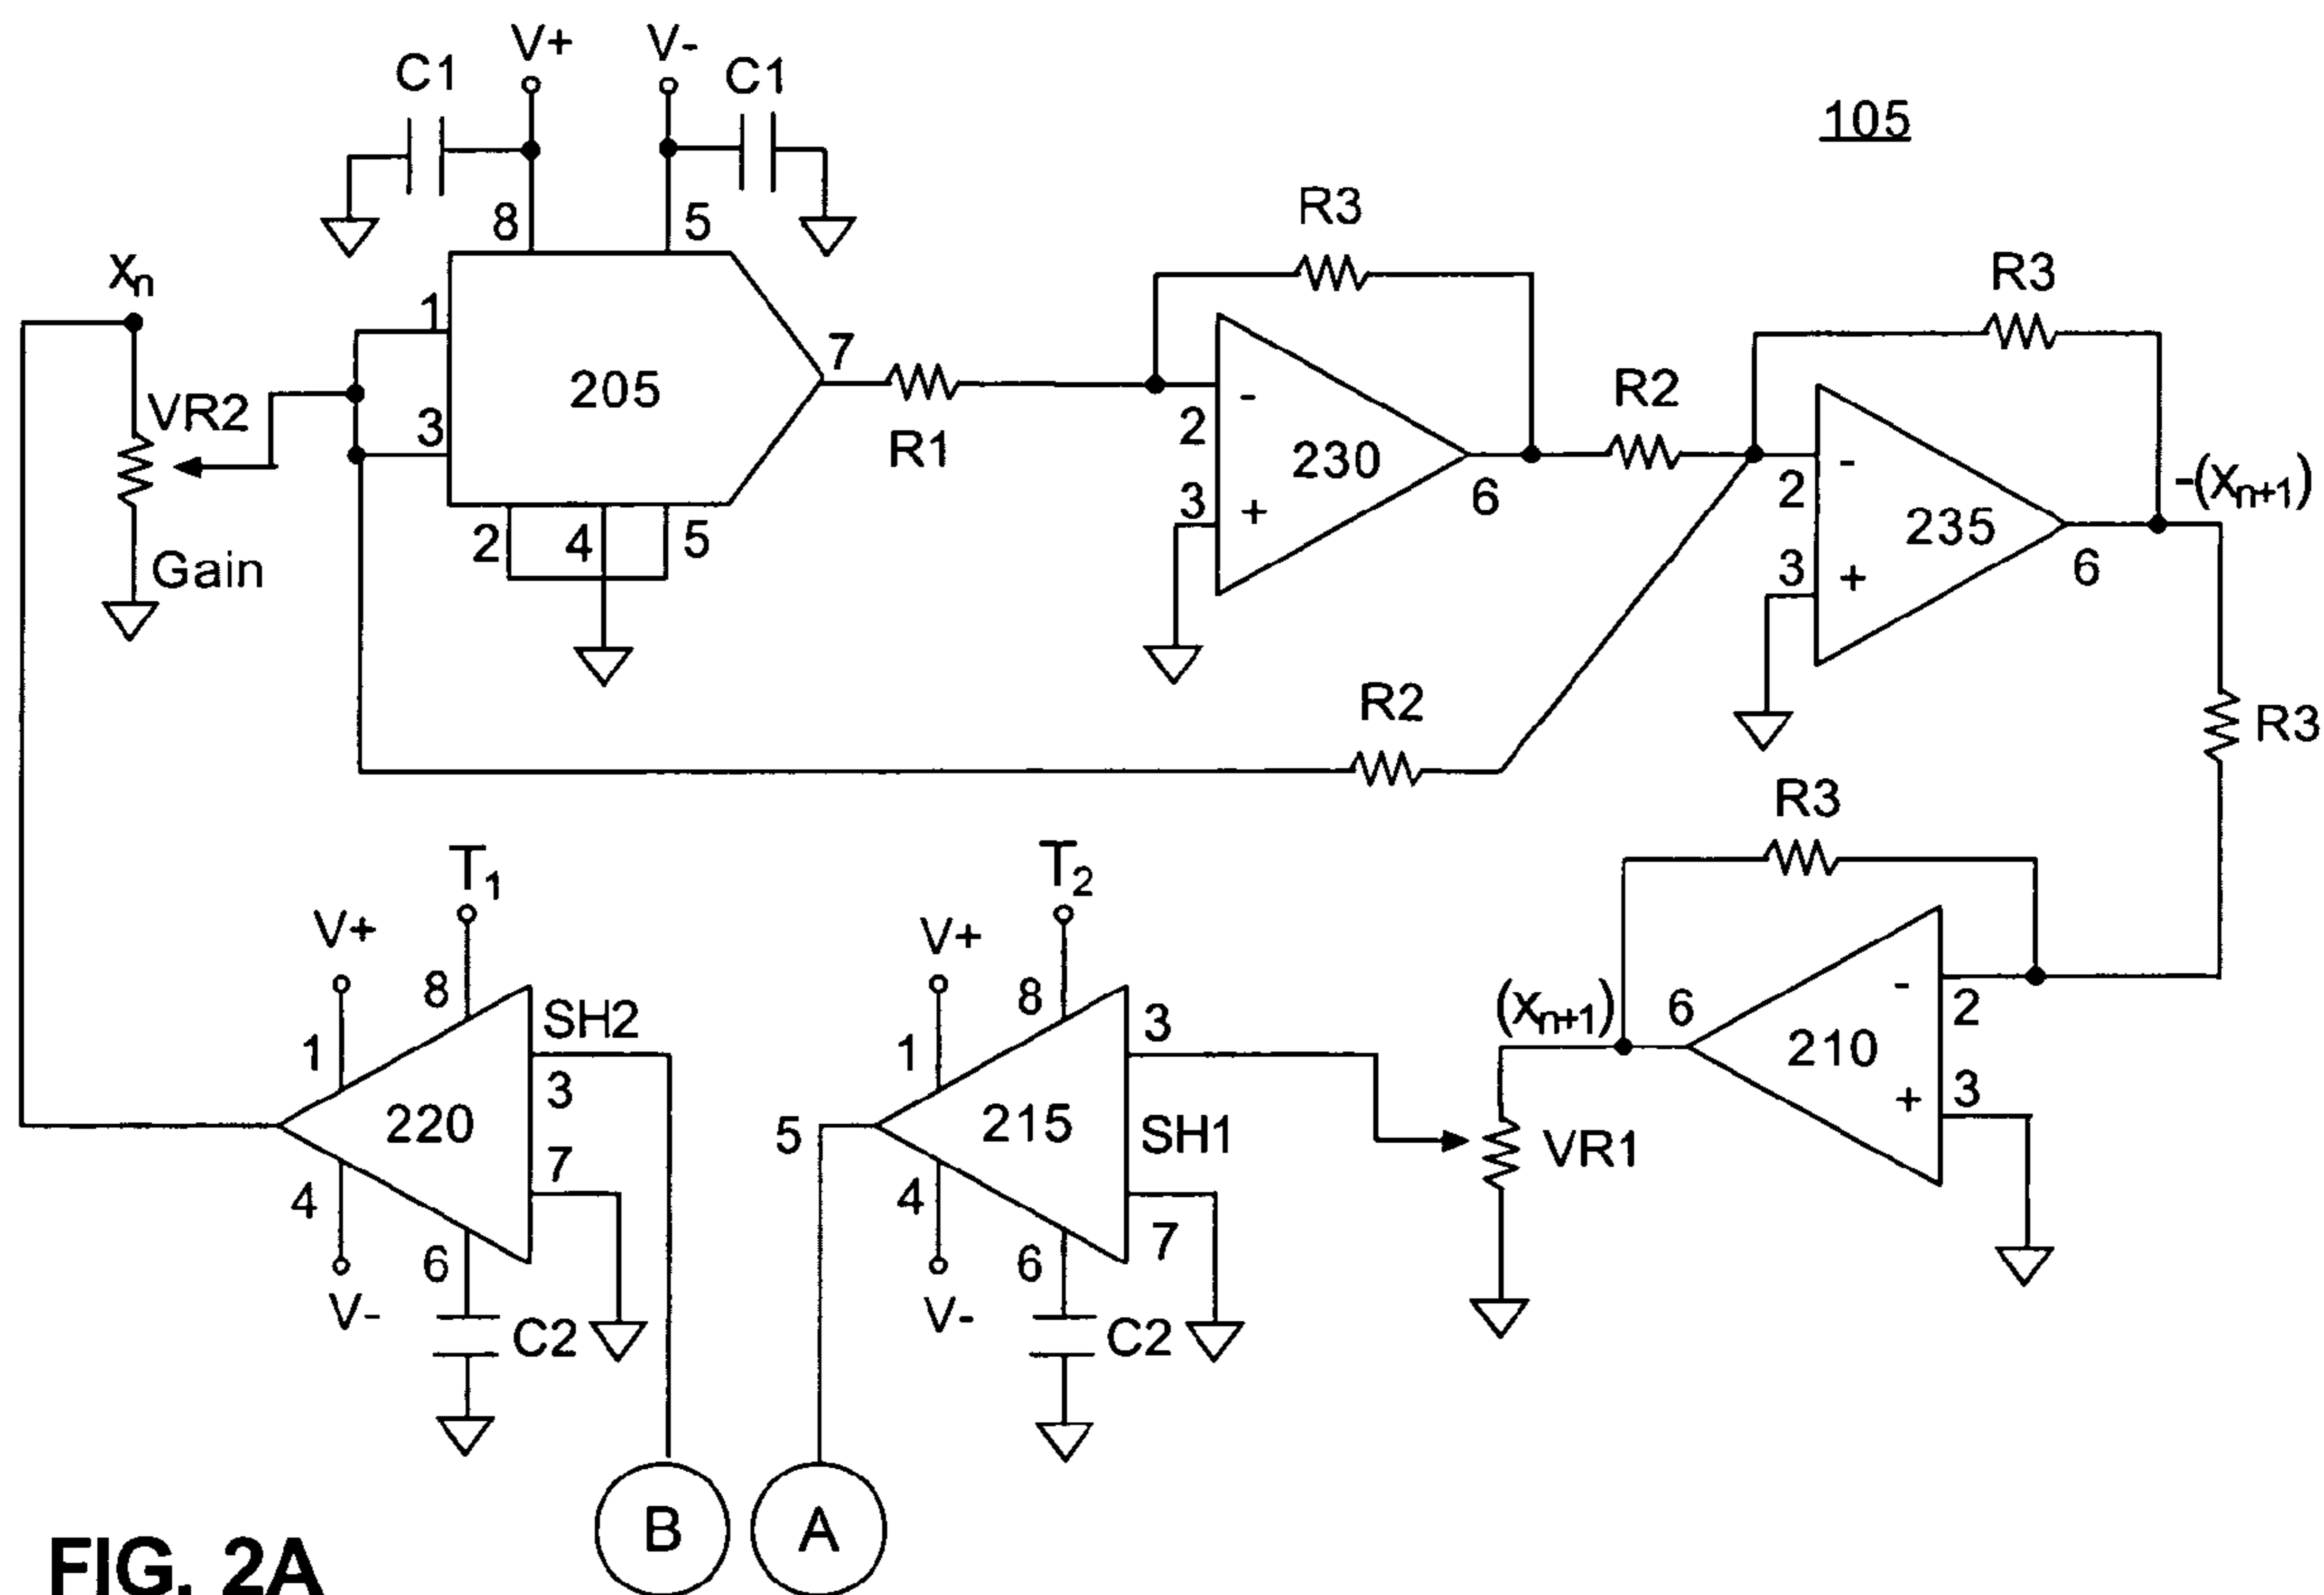 V+ V-
C1 C1
105
8 5
R3
R3
xn
1
7
VR2
205
3
R1
2
-
230
3
+
6
R2
2
-
-(xn+1)
235
3
+
6
2 4 5
Gain
R2
R3
R3
T1
T2
V+
V+
8
SH2
8
3
(xn+1)
6
-
2
1
3
1
210
220
215
SH1
+
3
5
VR1
4
7
4
7
6
6
V-
C2
V-
C2
B
A
FIG. 2A